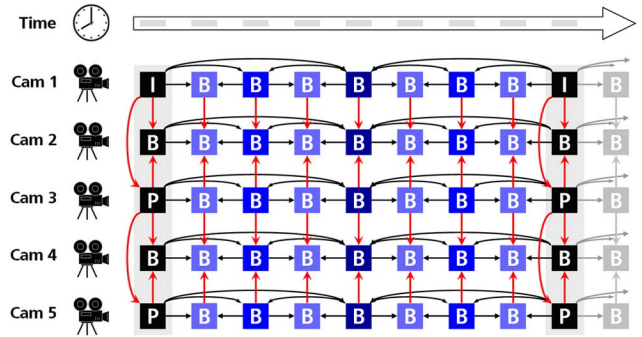 Time
Cam 1 I B B B B B B B I B
Cam 2 B B B B B B B B B B
Cam 3 P B B B B B B B P B
Cam 4 B B B B B B B B B B
Cam 5 P B B B B B B B P B